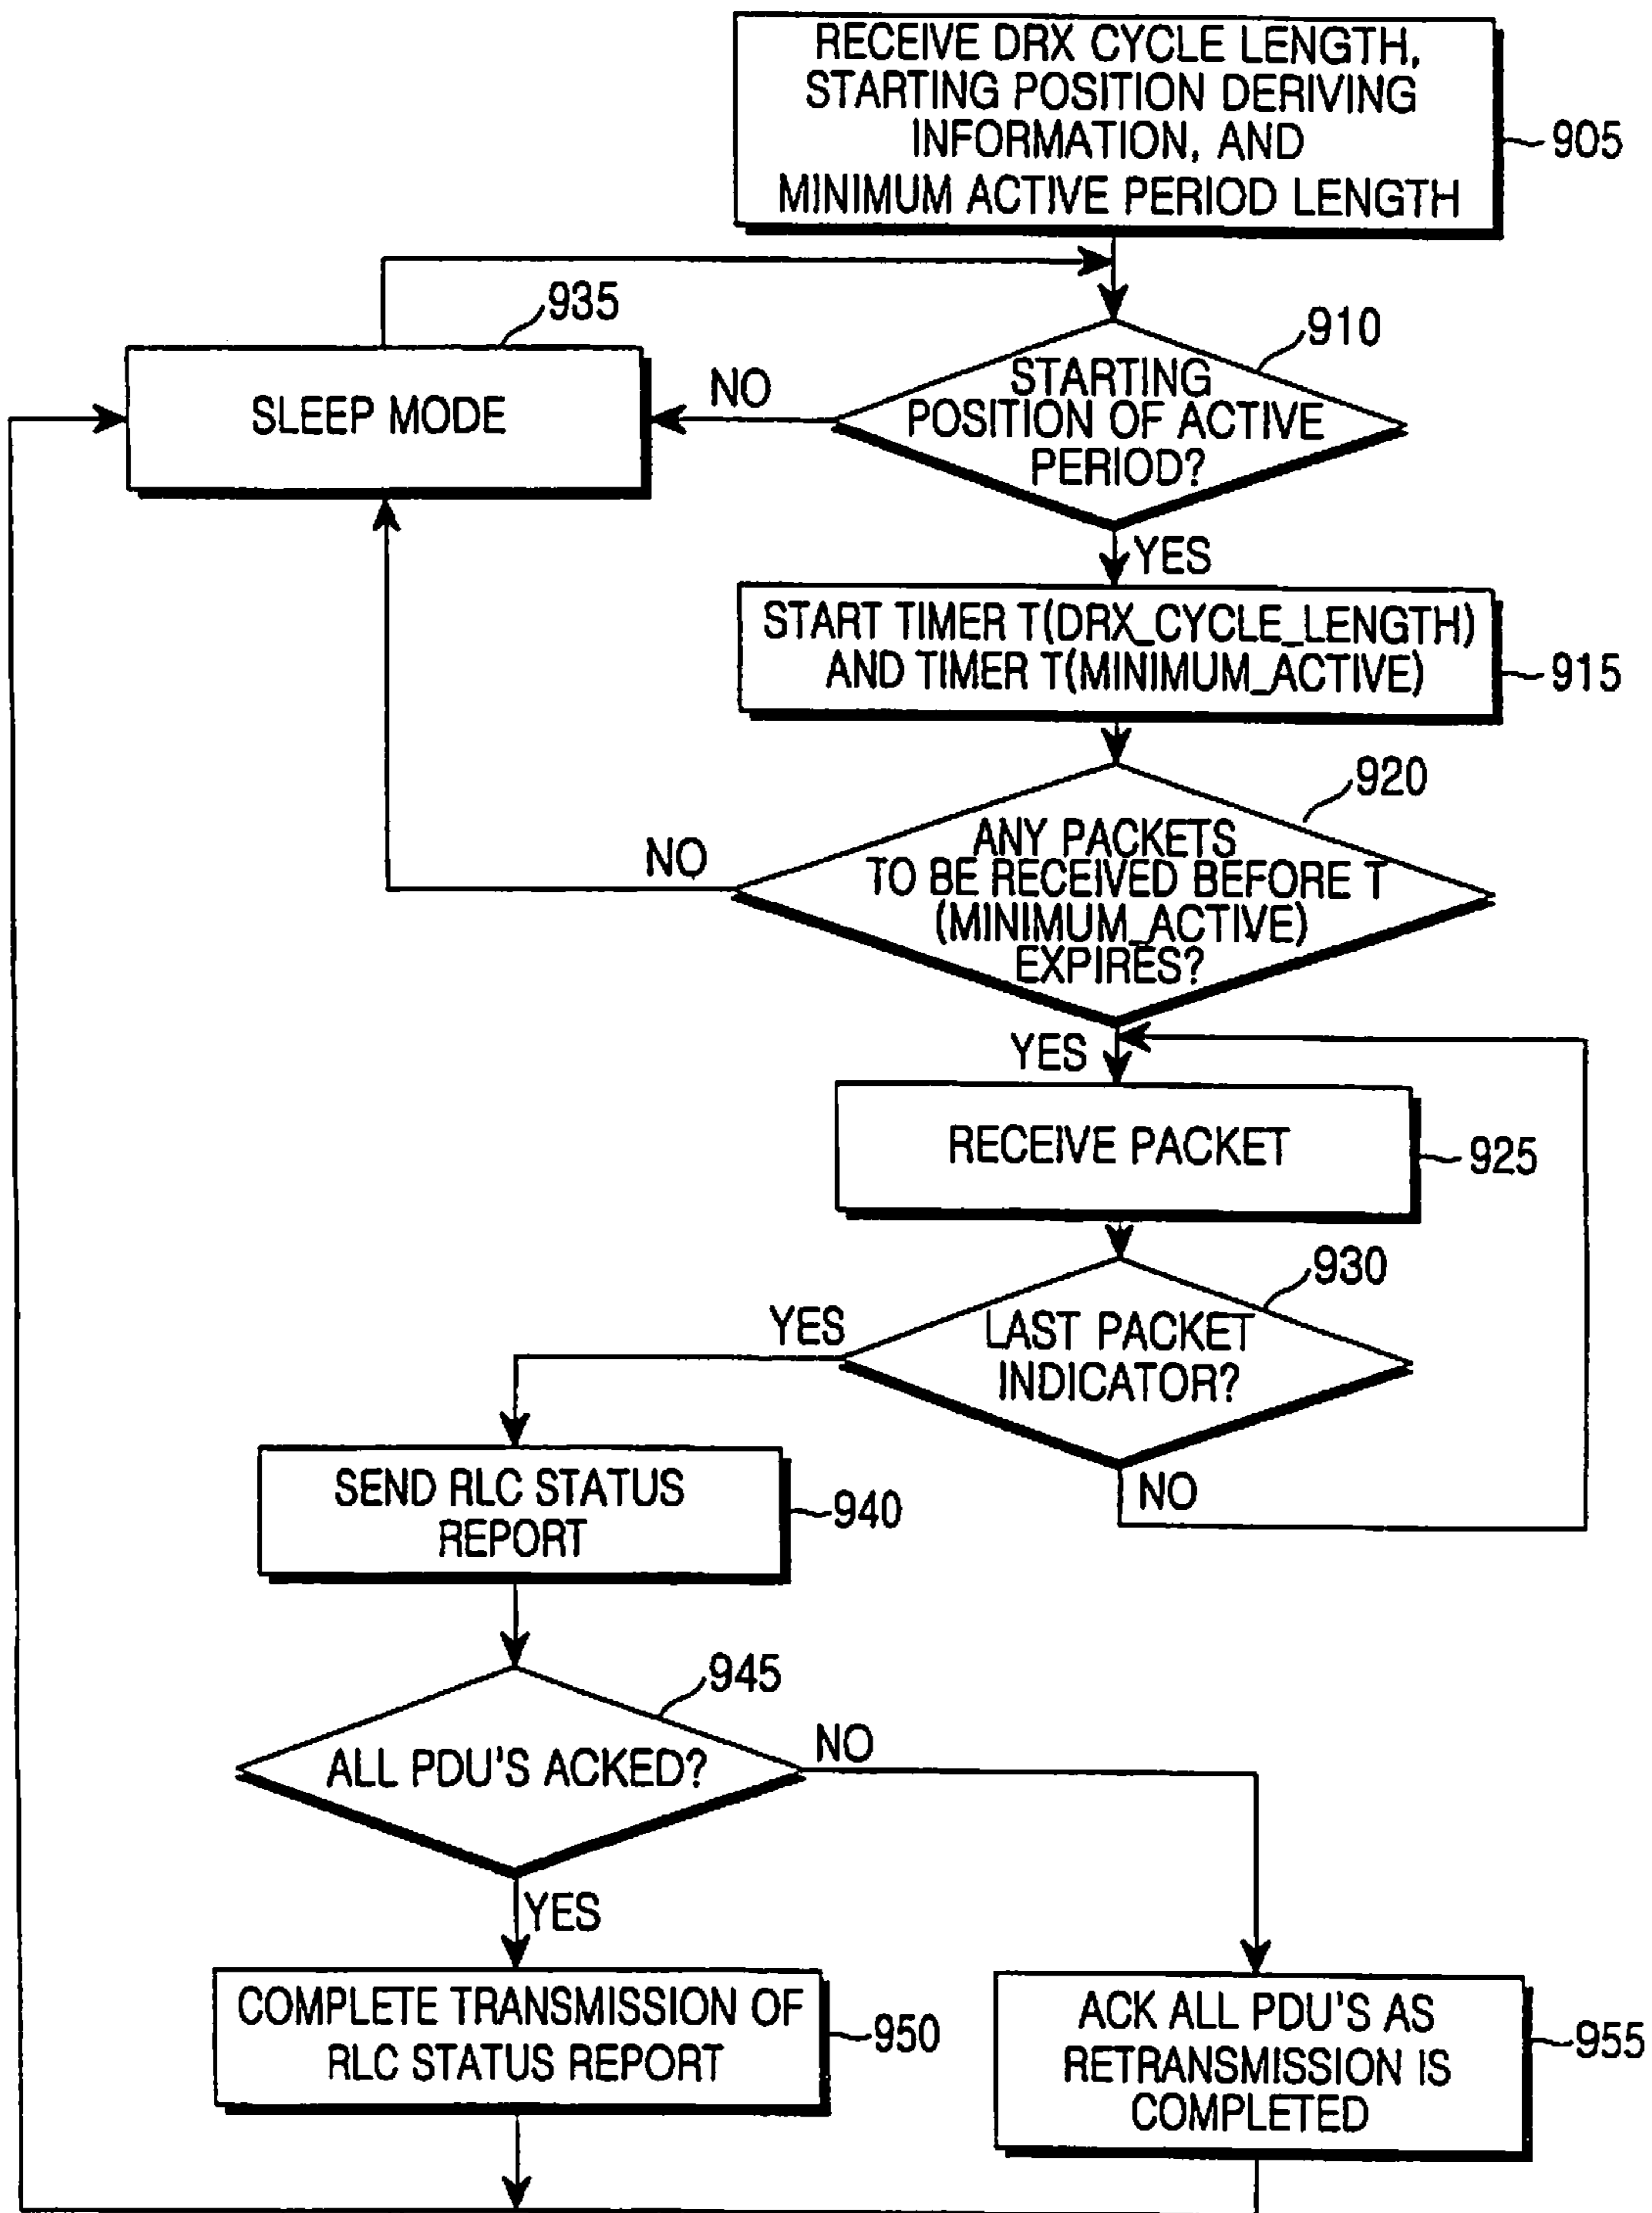 RECEIVE DRX CYCLE LENGTH,
STARTING POSITION DERIVING
INFORMATION, AND
MINIMUM ACTIVE PERIOD LENGTH
905
935
SLEEP MODE
910
STARTING
POSITION OF ACTIVE
PERIOD?
NO
YES
START TIMER T(DRX_CYCLE_LENGTH)
AND TIMER T(MINIMUM_ACTIVE)
915
920
ANY PACKETS
TO BE RECEIVED BEFORE T
(MINIMUM_ACTIVE)
EXPIRES?
NO
YES
RECEIVE PACKET
925
930
LAST PACKET
INDICATOR?
YES
NO
SEND RLC STATUS
REPORT
940
945
ALL PDU'S ACKED?
NO
YES
COMPLETE TRANSMISSION OF
RLC STATUS REPORT
950
ACK ALL PDU'S AS
RETRANSMISSION IS
COMPLETED
955